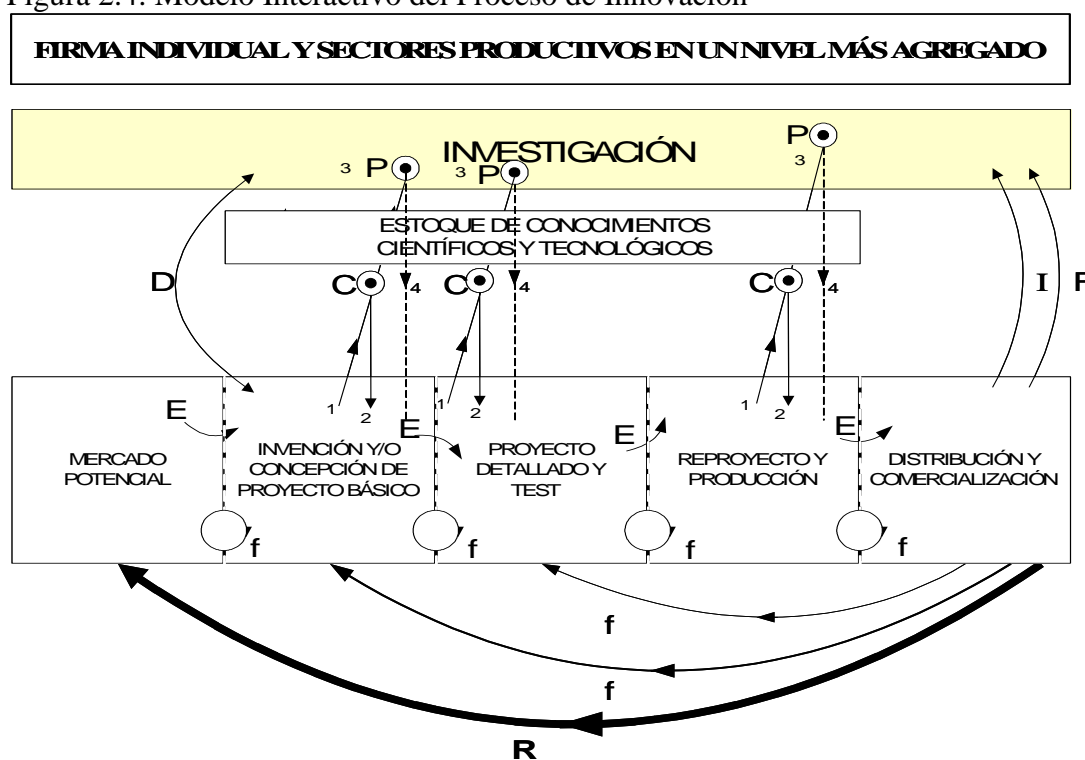 Figura 2.4: Modelo Interactivo del Proceso de Innovación
FIRMA INDIVIDUAL Y SECTORES PRODUCTIVOS EN UN NIVEL MÁS AGREGADO
INVESTIGACIÓN
3 P
3 P
P
3
ESTOQUE DE CONOCIMIENTOS
CIENTÍFICOS Y TECNOLÓGICOS
D
C
4
C
4
C
4
I
1
2
1
2
1
2
E
E
E
E
MERCADO
POTENCIAL
INVENCIÓN Y/O
CONCEPCIÓN DE
PROYECTO BÁSICO
PROYECTO
DETALLADO Y
TEST
REPROYECTO Y
PRODUCCIÓN
DISTRIBUCIÓN Y
COMERCIALIZACIÓN
f
f
f
f
f
f
R